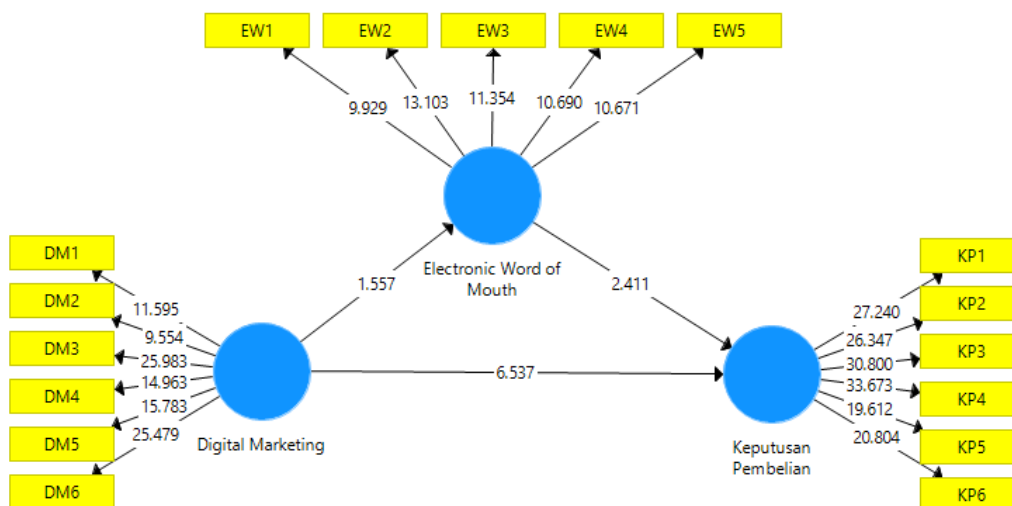 EW1
EW2
EW3
EW4
EW5
9.929
13.103
11.354
10.690
10.671
Electronic Word of
Mouth
1.557
2.411
6.537
DM1
DM2
DM3
DM4
DM5
DM6
11.595
9.554
25.983
14.963
15.783
25.479
Digital Marketing
KP1
KP2
KP3
KP4
KP5
KP6
27.240
26.347
30.800
33.673
19.612
20.804
Keputusan
Pembelian